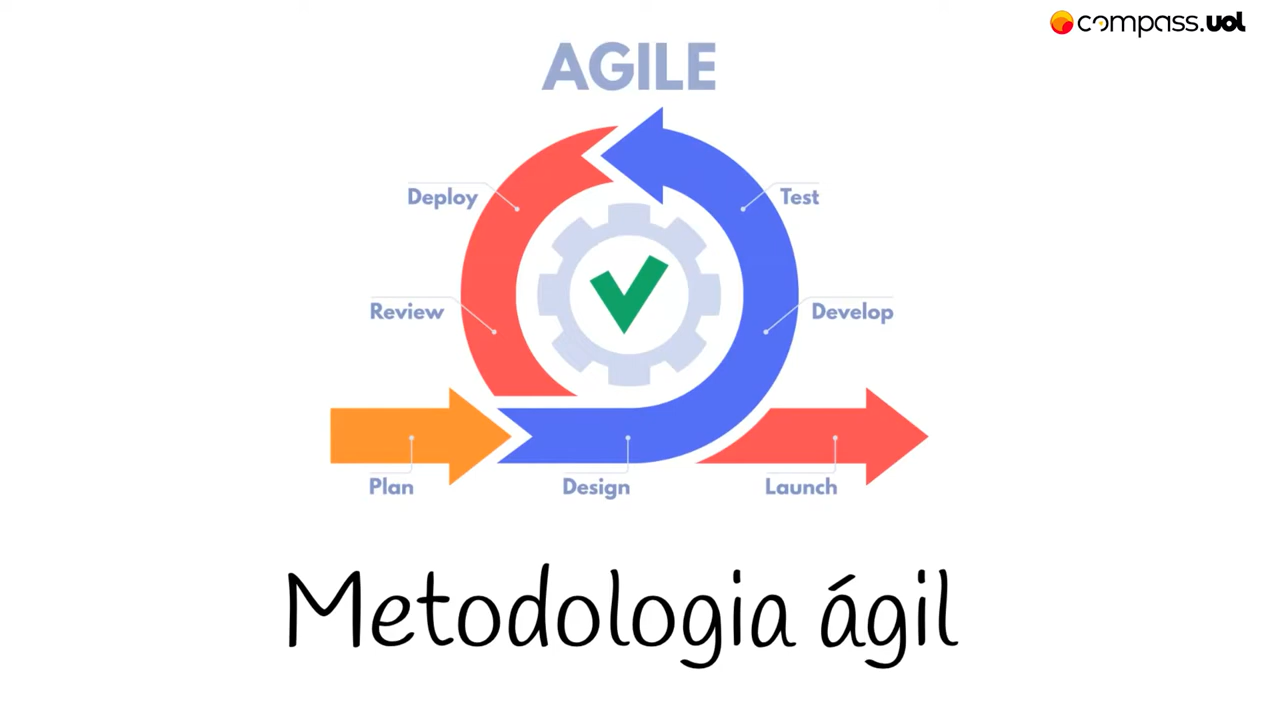 compass.uol
AGILE
Deploy
Test
Review
Develop
Plan
Design
Launch
Metodologia ágil